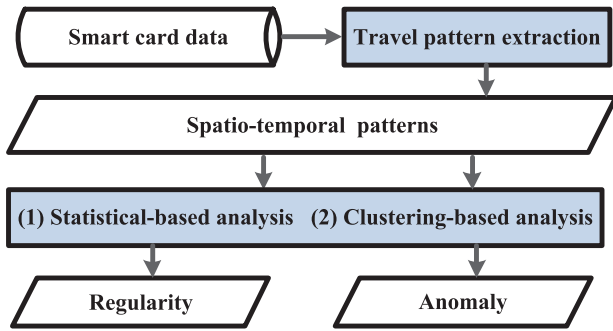 Smart card data
Travel pattern extraction
Spatio-temporal patterns
(1) Statistical-based analysis (2) Clustering-based analysis
Regularity
Anomaly